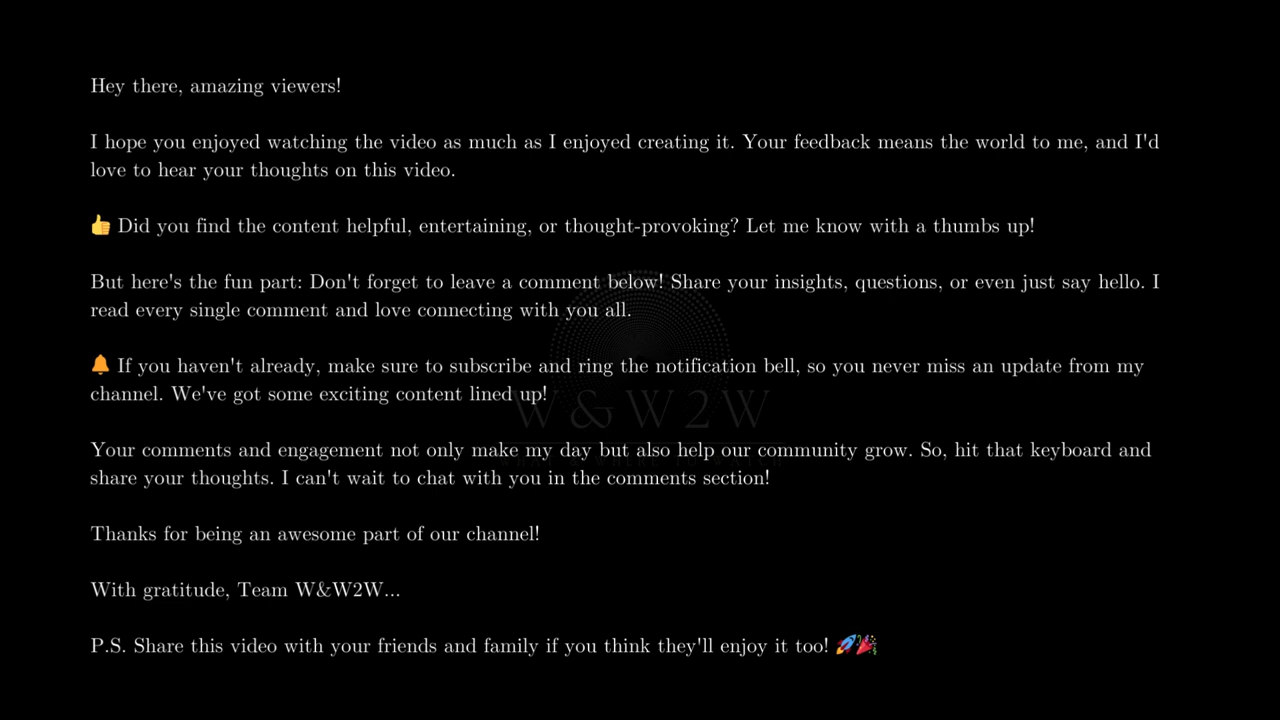 Hey there, amazing viewers!
I hope you enjoyed watching the video as much as I enjoyed creating it. Your feedback means the world to me, and I'd
love to hear your thoughts on this video.
👍 Did you find the content helpful, entertaining, or thought-provoking? Let me know with a thumbs up!
But here's the fun part: Don't forget to leave a comment below! Share your insights, questions, or even just say hello. I
read every single comment and love connecting with you all.
🔔 If you haven't already, make sure to subscribe and ring the notification bell, so you never miss an update from my
channel. We've got some exciting content lined up!
W&W2W
Your comments and engagement not only make my day but also help our community grow. So, hit that keyboard and
share your thoughts. I can't wait to chat with you in the comments section!
Thanks for being an awesome part of our channel!
With gratitude, Team W&W2W...
P.S. Share this video with your friends and family if you think they'll enjoy it too! 🚀🎉